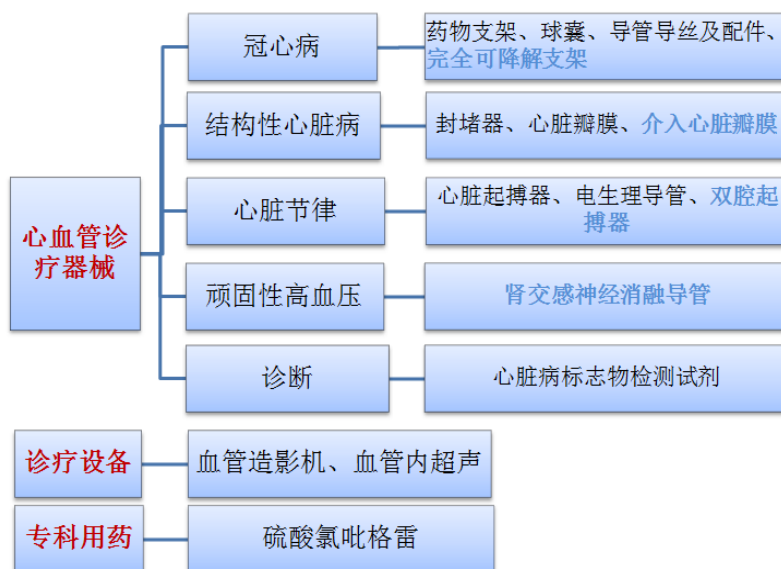 冠心病
药物支架、球囊、导管导丝及配件、
完全可降解支架
结构性心脏病
封堵器、心脏瓣膜、介入心脏瓣膜
心血管诊
疗器械
心脏节律
心脏起搏器、电生理导管、双腔起
搏器
顽固性高血压
肾交感神经消融导管
诊断
心脏病标志物检测试剂
诊疗设备
血管造影机、血管内超声
专科用药
硫酸氯吡格雷